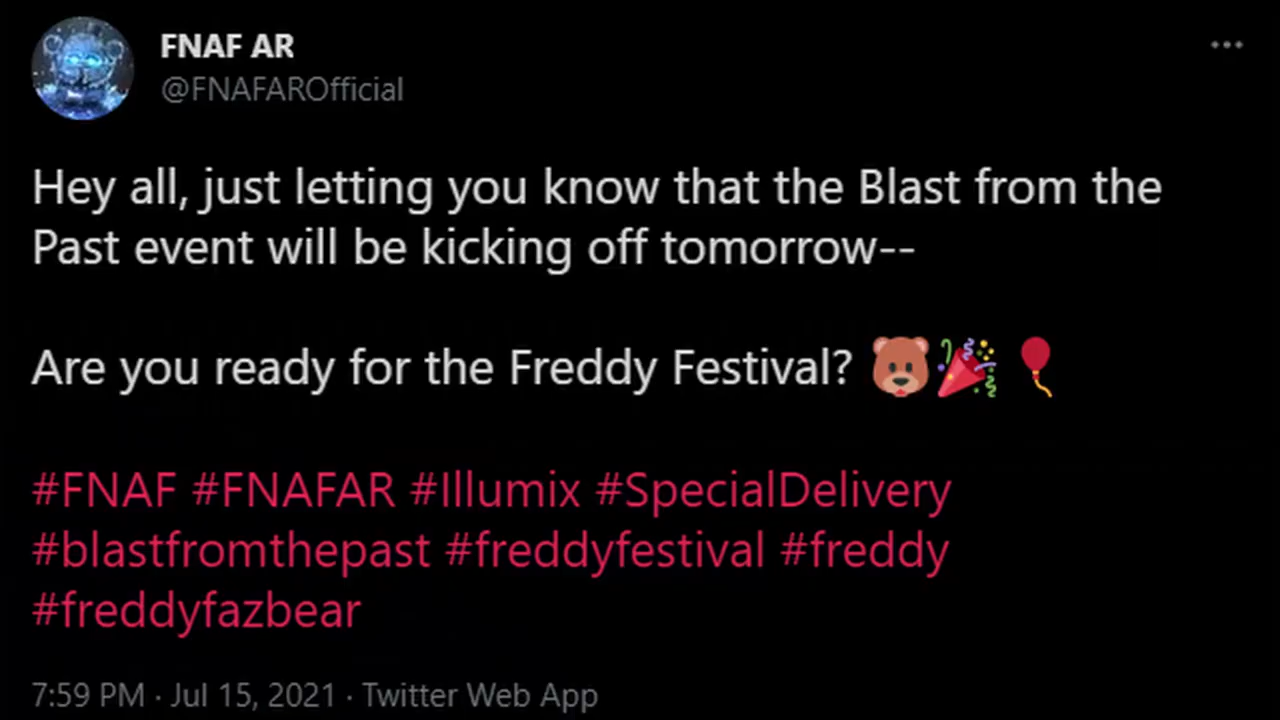 FNAF AR
@FNAFAROfficial
Hey all, just letting you know that the Blast from the
Past event will be kicking off tomorrow--
Are you ready for the Freddy Festival? 🐻🎉🎈
#FNAF #FNAFAR #Illumix #SpecialDelivery
#blastfromthepast #freddyfestival #freddy
#freddyfazbear
7:59 PM · Jul 15, 2021 · Twitter Web App